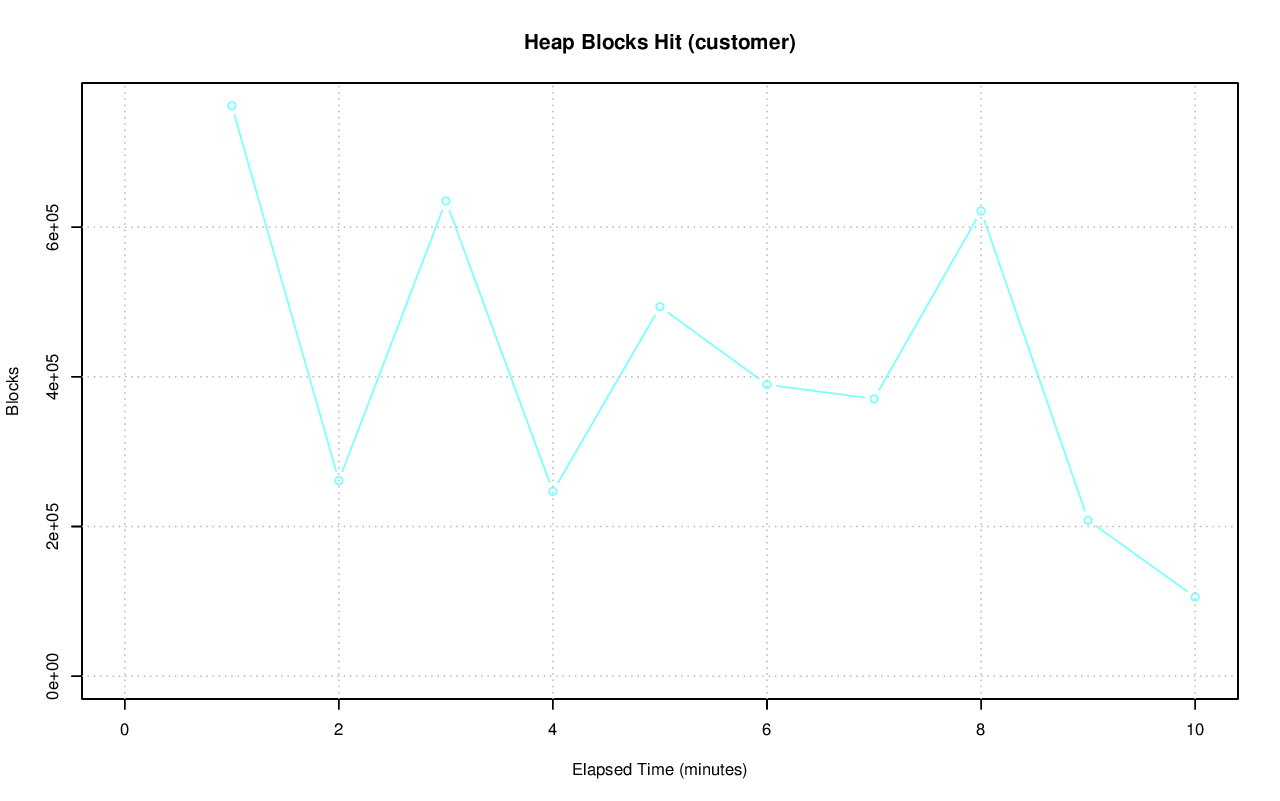 Heap Blocks Hit (customer)
Blocks
6e+05
4e+05
2e+05
0e+00
0 2 4 6 8 10
Elapsed Time (minutes)